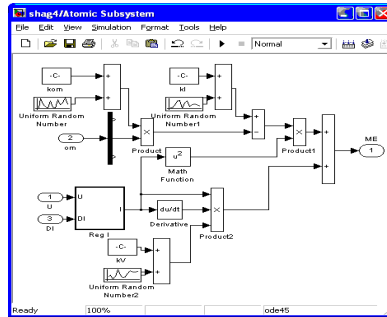 shag4/Atomic Subsystem
File Edit View Simulation Format Tools Help
Normal
-C-
kom
-C-
kl
Uniform Random
Number
Uniform Random
Number1
2
om
Product
Product1
ME
1
u²
Math
Function
1
U
3
DI
U
DI
I
Reg I
du/dt
Derivative
Product2
-C-
kV
Uniform Random
Number2
Ready 100% ode45